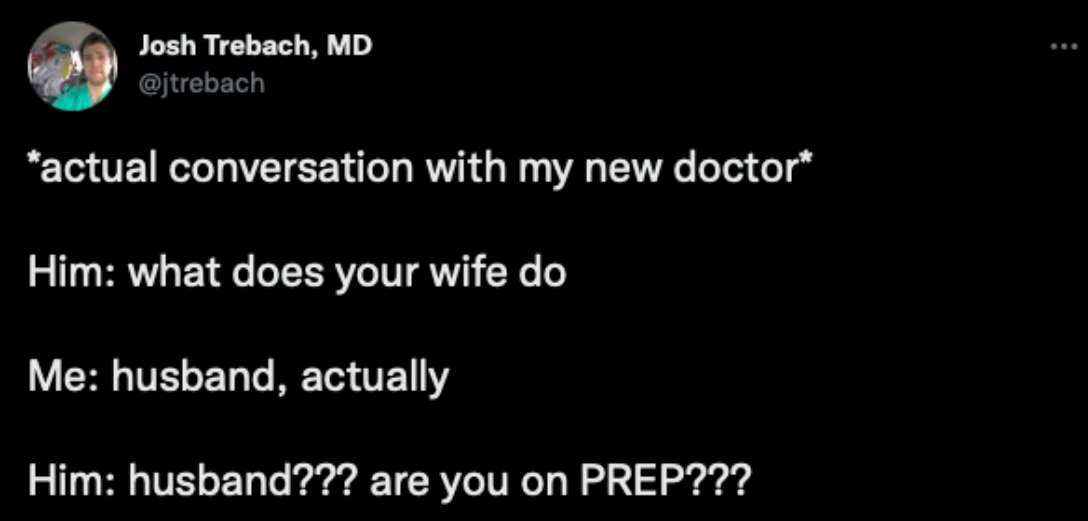 Josh Trebach, MD
@jtrebach
*actual conversation with my new doctor*
Him: what does your wife do
Me: husband, actually
Him: husband??? are you on PREP???